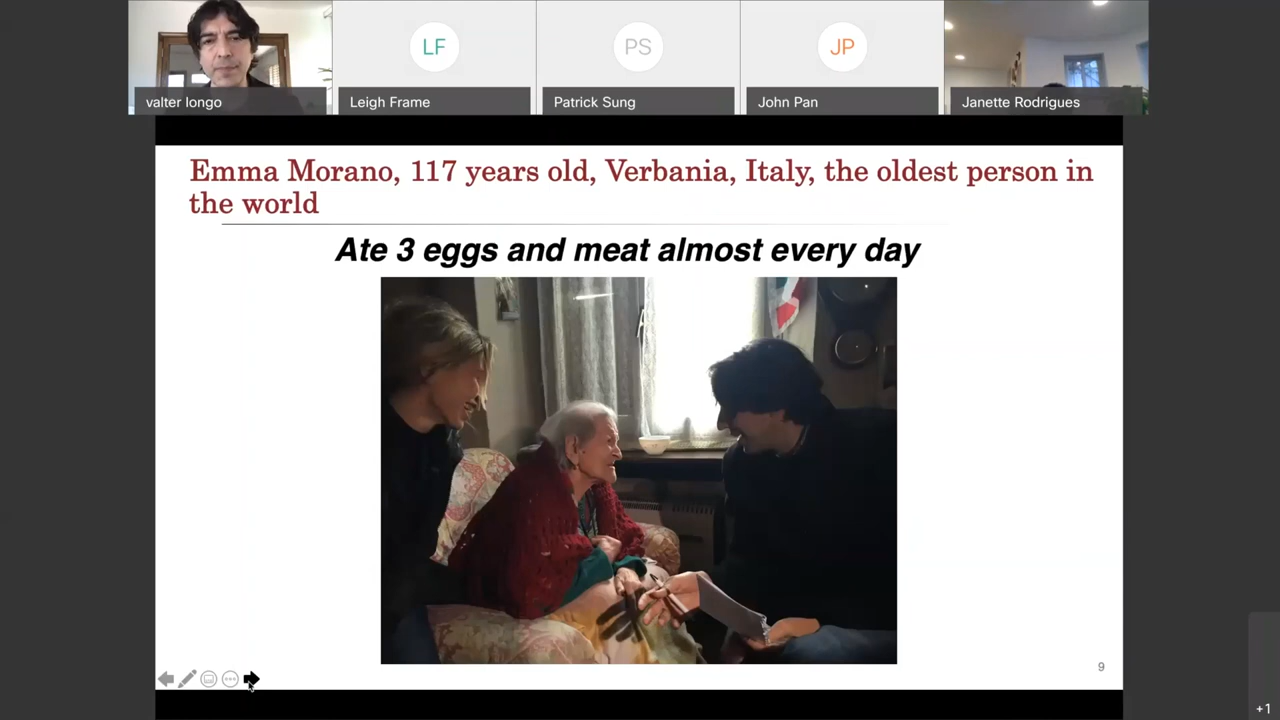 LF
PS
JP
valter longo
Leigh Frame
Patrick Sung
John Pan
Janette Rodrigues
Emma Morano, 117 years old, Verbania, Italy, the oldest person in
the world
Ate 3 eggs and meat almost every day
9
+1